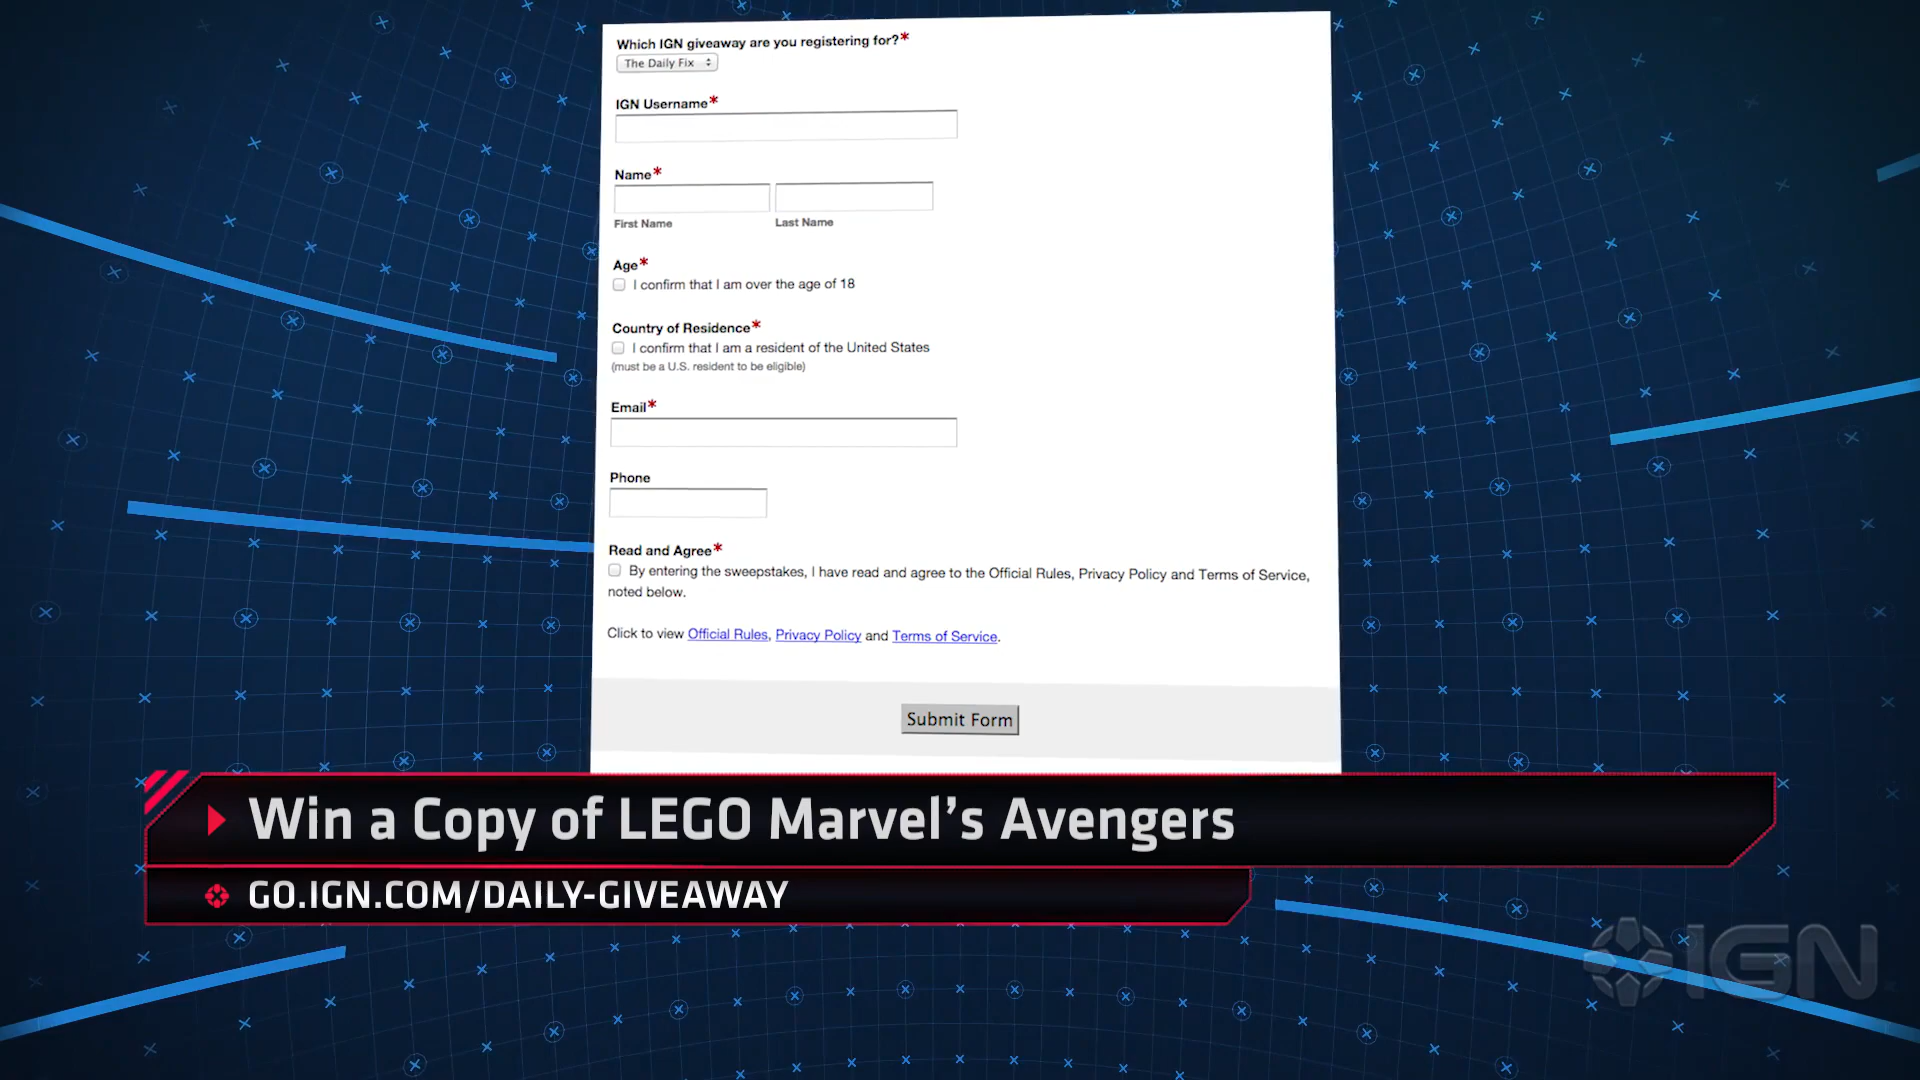 Which IGN giveaway are you registering for?*
The Daily Fix
IGN Username*
Name*
First Name Last Name
Age*
I confirm that I am over the age of 18
Country of Residence*
I confirm that I am a resident of the United States
(must be a U.S. resident to be eligible)
Email*
Phone
Read and Agree*
By entering the sweepstakes, I have read and agree to the Official Rules, Privacy Policy and Terms of Service,
noted below.
Click to view Official Rules, Privacy Policy and Terms of Service.
Submit Form
Win a Copy of LEGO Marvel’s Avengers
GO.IGN.COM/DAILY-GIVEAWAY
IGN